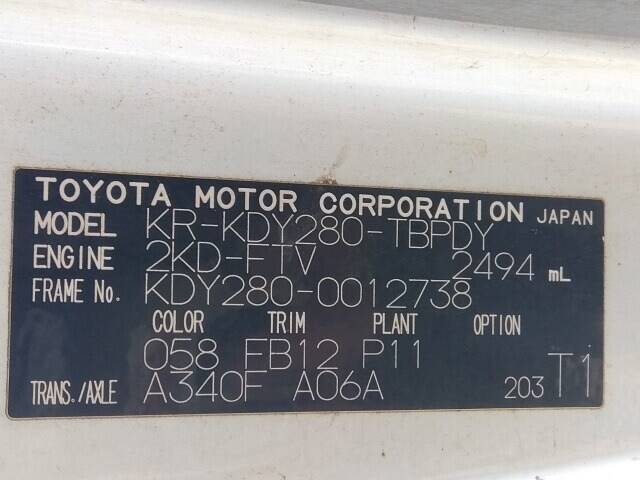 TOYOTA MOTOR CORPORATION JAPAN
MODEL KR-KDY280-TBPDY
ENGINE 2KD-FTV 2494 mL
FRAME No. KDY280-0012738
COLOR TRIM PLANT OPTION
058 FB12 P11
TRANS./AXLE A340F A06A 203 T1